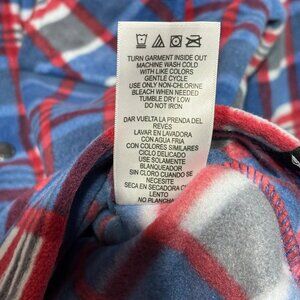 TURN GARMENT INSIDE OUT
MACHINE WASH COLD
WITH LIKE COLORS
GENTLE CYCLE
USE ONLY NON-CHLORINE
BLEACH WHEN NEEDED
TUMBLE DRY LOW
DO NOT IRON
DAR VUELTA LA PRENDA DEL
REVES
LAVAR EN LAVADORA
CON AGUA FRIA
CON COLORES SIMILARES
CICLO DELICADO
USE SOLAMENTE
BLANQUEADOR
SIN CLORO CUANDO SE
NECESITE
SECA EN SECADORA CICLO
LENTO
NO PLANCHA